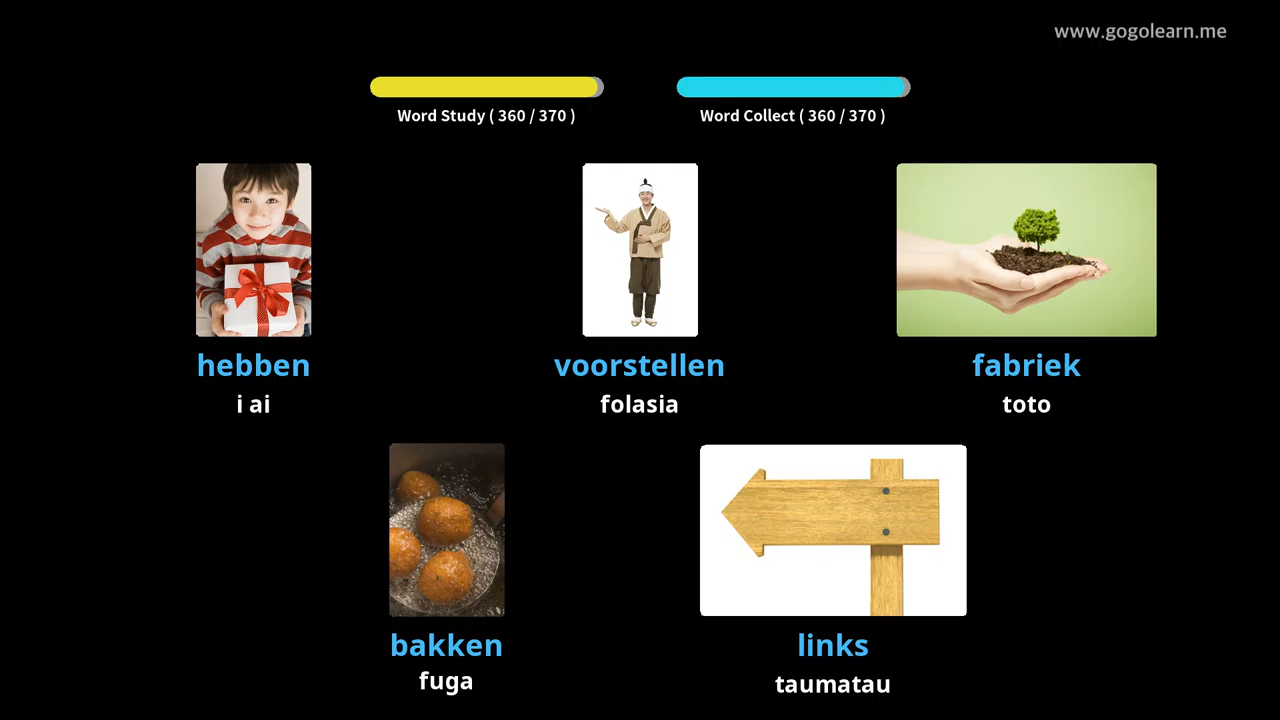 www.gogolearn.me
Word Study ( 360 / 370 )
Word Collect ( 360 / 370 )
hebben
i ai
voorstellen
folasia
fabriek
toto
bakken
fuga
links
taumatau